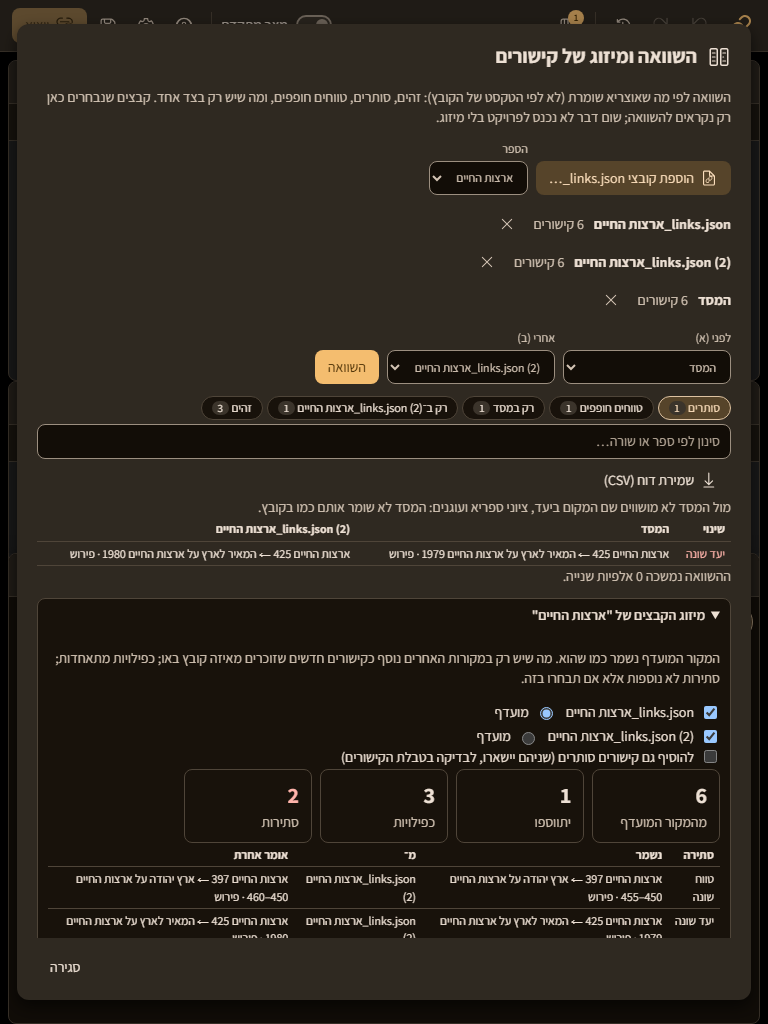 1
השוואה ומיזוג של קישורים
השוואה לפי מה שאוצריא שומרת (לא לפי הטקסט של הקובץ): זהים, סותרים, טווחים חופפים, ומה שיש רק בצד אחד. קבצים שנבחרים כאן
רק נקראים להשוואה; שום דבר לא נכנס לפרויקט בלי מיזוג.
הספר
הוספת קובצי links.json_…
ארצות החיים
ארצות החיים_links.json 6 קישורים
ארצות החיים_links.json (2) 6 קישורים
המסד 6 קישורים
לפני (א) אחרי (ב)
המסד
ארצות החיים_links.json (2)
השוואה
סותרים 1 טווחים חופפים 1 רק במסד 1 רק ב־ארצות החיים_links.json (2) 1 זהים 3
סינון לפי ספר או שורה…
שמירת דוח (CSV)
מול המסד לא מושווים שם המקום ביעד, ציוני ספריא ועוגנים: המסד לא שומר אותם כמו בקובץ.
שינוי המסד ארצות החיים_links.json (2)
יעד שונה ארצות החיים 425 ← המאיר לארץ על ארצות החיים 1979 · פירוש ארצות החיים 425 ← המאיר לארץ על ארצות החיים 1980 · פירוש
ההשוואה נמשכה 0 אלפיות שנייה.
▼ מיזוג הקבצים של "ארצות החיים"
המקור המועדף נשמר כמו שהוא. מה שיש רק במקורות האחרים נוסף כקישורים חדשים שזוכרים מאיזה קובץ באו; כפילויות מתאחדות;
סתירות לא נוספות אלא אם תבחרו בזה.
ארצות החיים_links.json מועדף
ארצות החיים_links.json (2) מועדף
להוסיף גם קישורים סותרים (שניהם יישארו, לבדיקה בטבלת הקישורים)
6 1 3 2
מהמקור המועדף יתווספו כפילויות סתירות
סתירה נשמר מ־ אומר אחרת
טווח ארצות החיים 397 ← ארץ יהודה על ארצות החיים ארצות החיים_links.json ארצות החיים 397 ← ארץ יהודה על ארצות החיים
שונה 450–455 · פירוש (2) 450–460 · פירוש
יעד שונה ארצות החיים 425 ← המאיר לארץ על ארצות החיים ארצות החיים_links.json ארצות החיים 425 ← המאיר לארץ על ארצות החיים
1979 · פירוש (2) 1980 · פירוש
סגירה